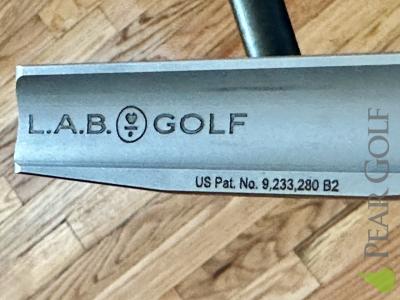 L.A.B. GOLF
US Pat. No. 9,233,280 B2
PEAR GOLF